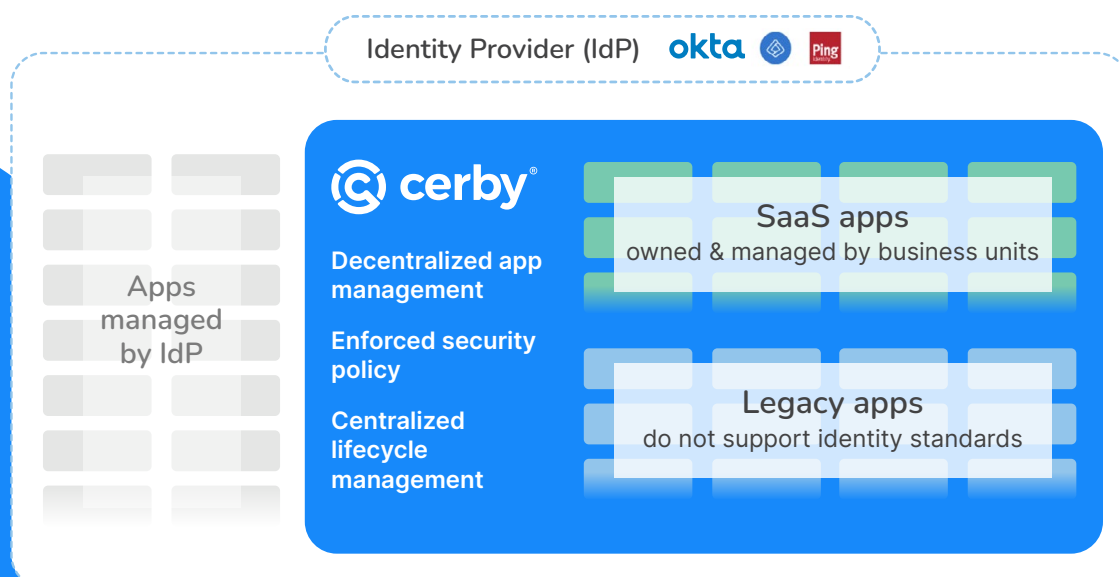 Identity Provider (IdP) okta Ping
Identity
Apps
managed
by IdP
cerby®
Decentralized app
management
Enforced security
policy
Centralized
lifecycle
management
SaaS apps
owned & managed by business units
Legacy apps
do not support identity standards